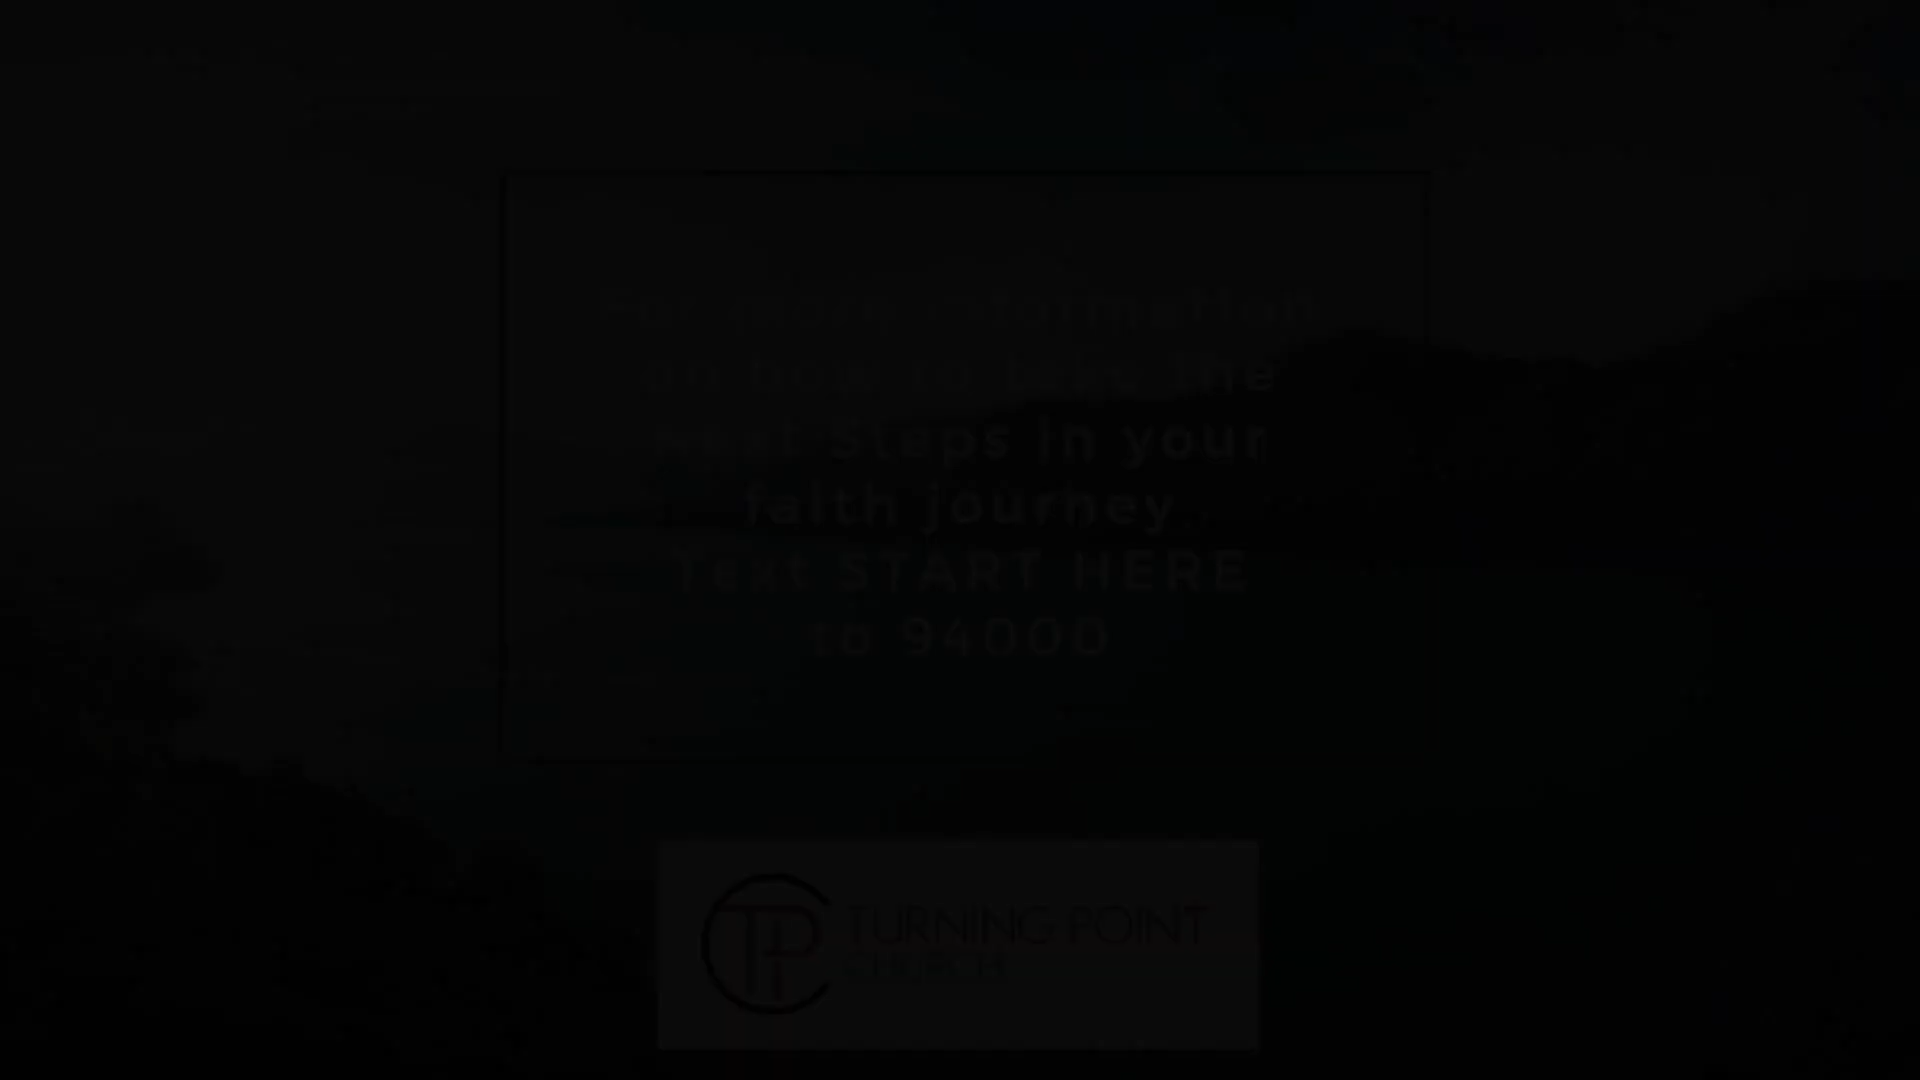 For more information
on how to take the
Next Steps in your
faith journey
Text START HERE
to 94000
TURNING POINT
CHURCH